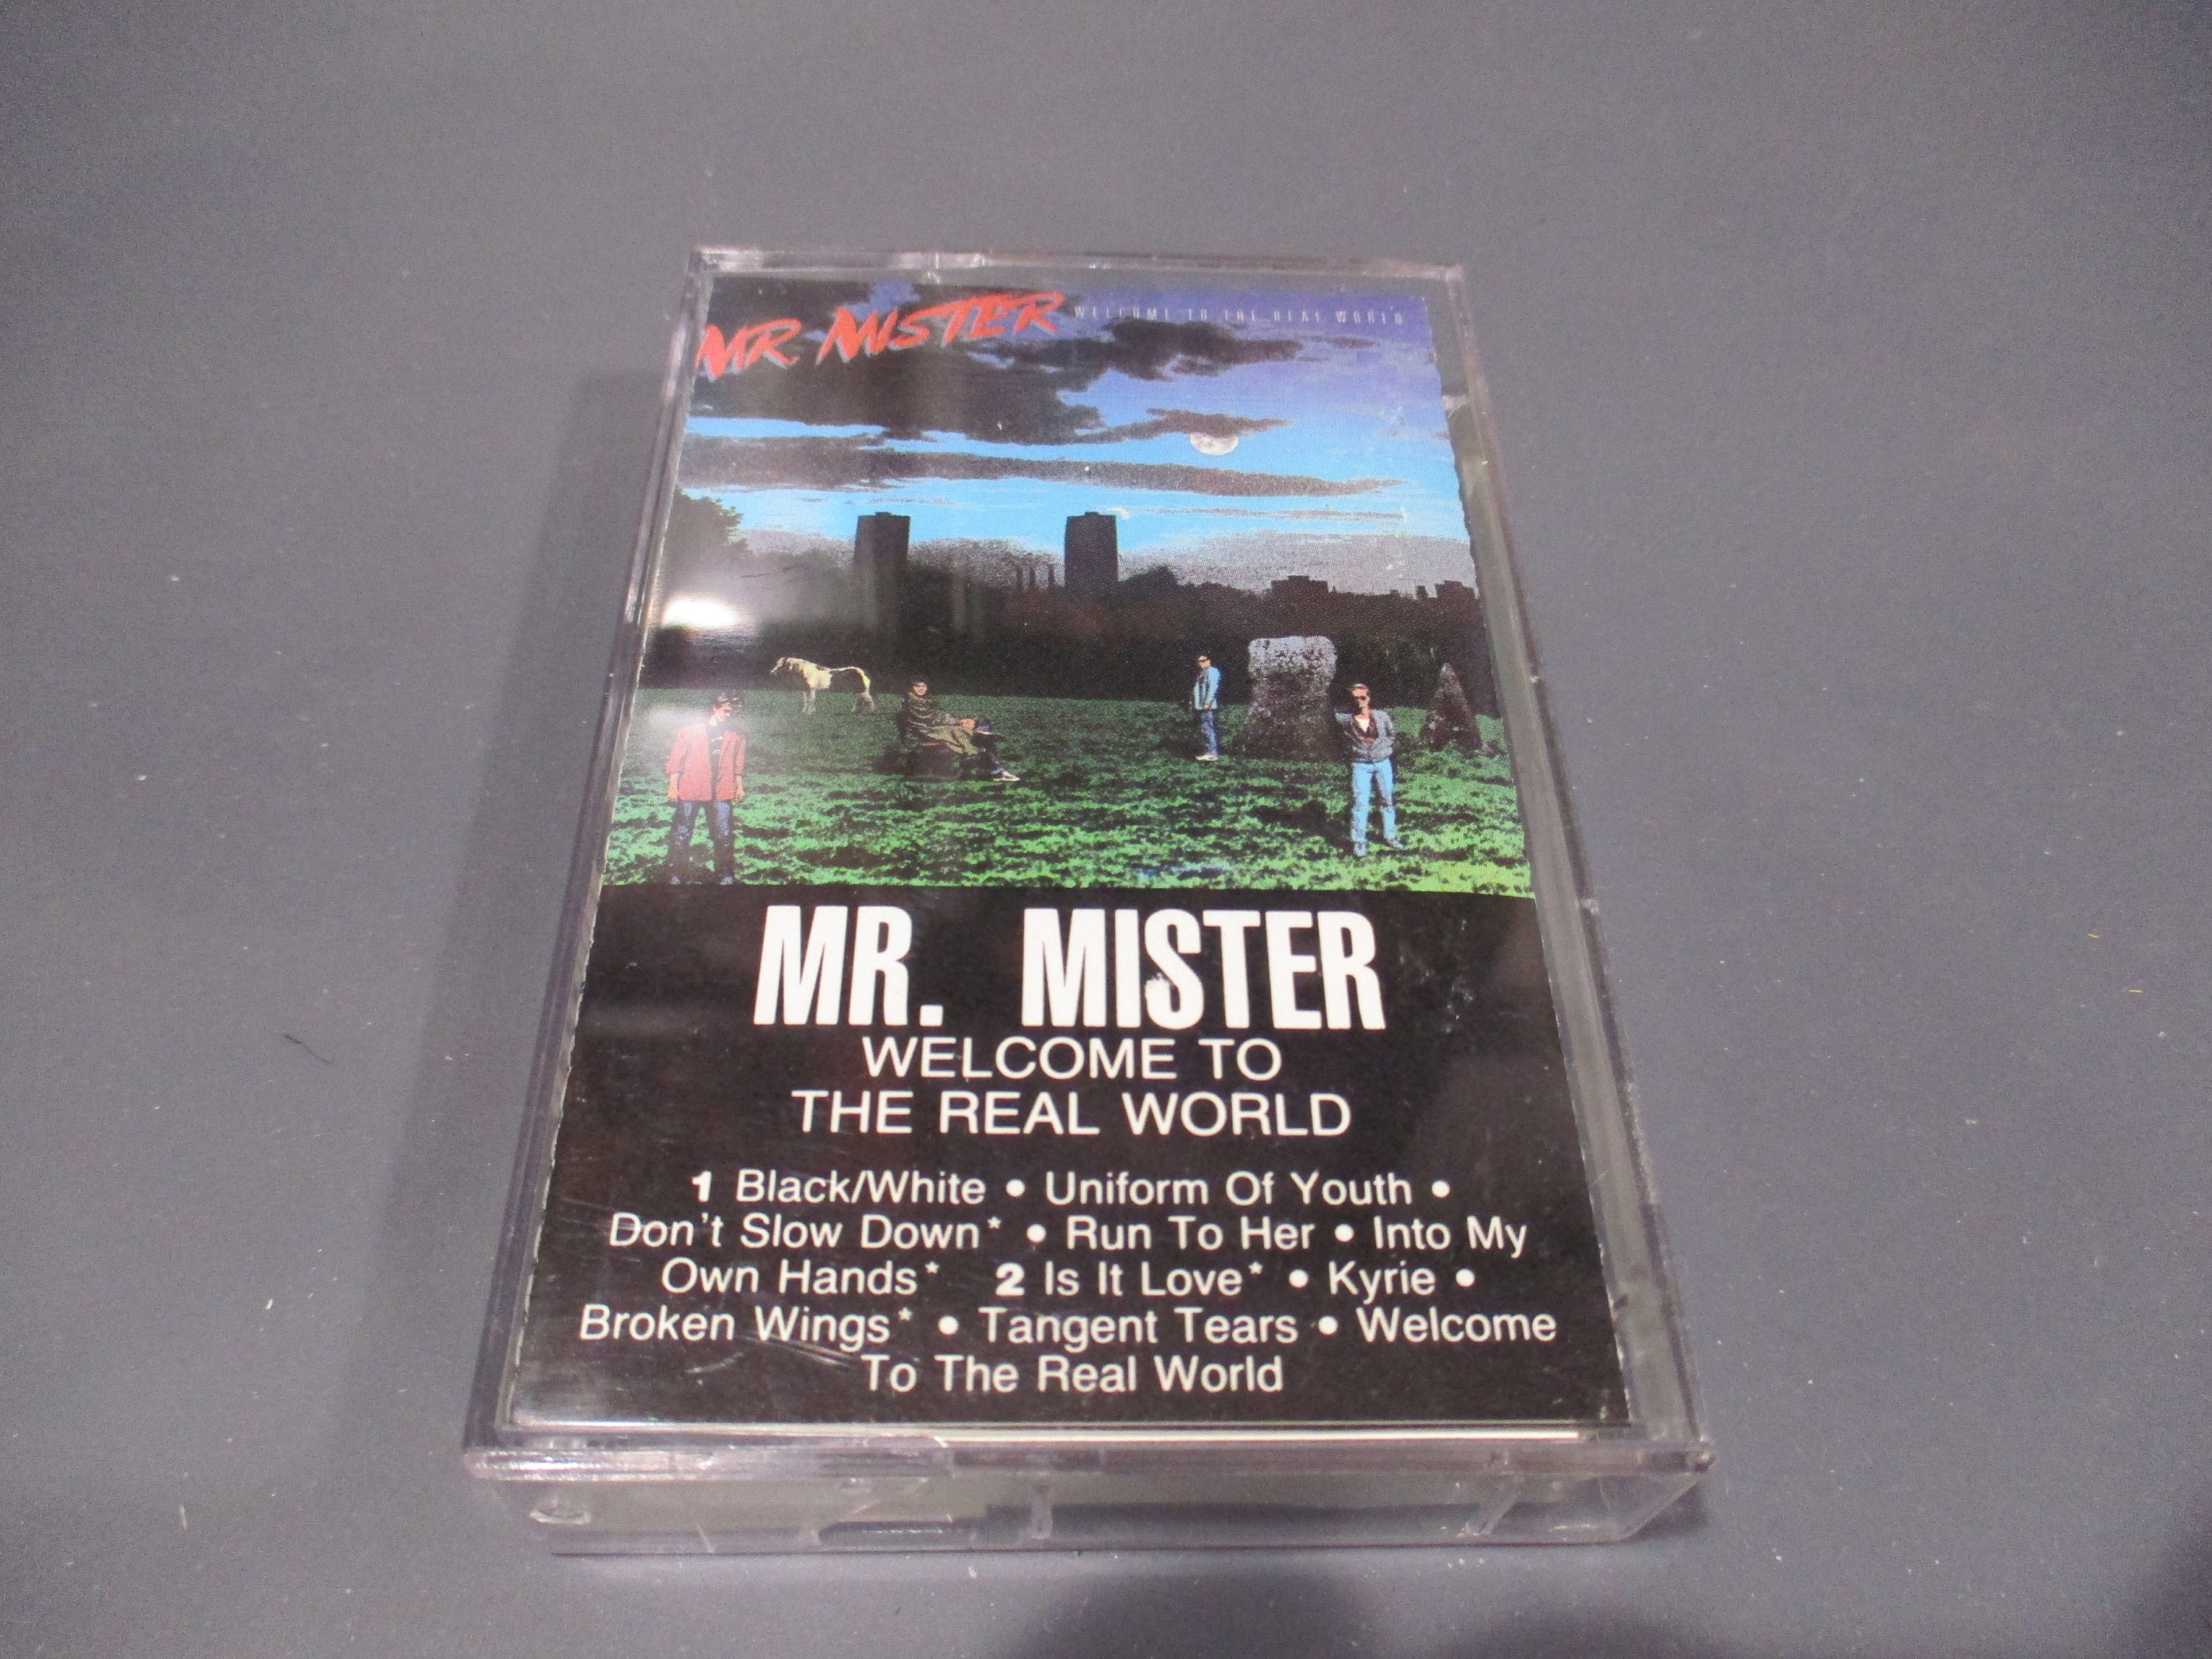 MR MISTER WELCOME TO THE REAL WORLD
MR. MISTER
WELCOME TO
THE REAL WORLD
1 Black/White • Uniform Of Youth •
Don't Slow Down* • Run To Her • Into My
Own Hands* 2 Is It Love* • Kyrie •
Broken Wings* • Tangent Tears • Welcome
To The Real World